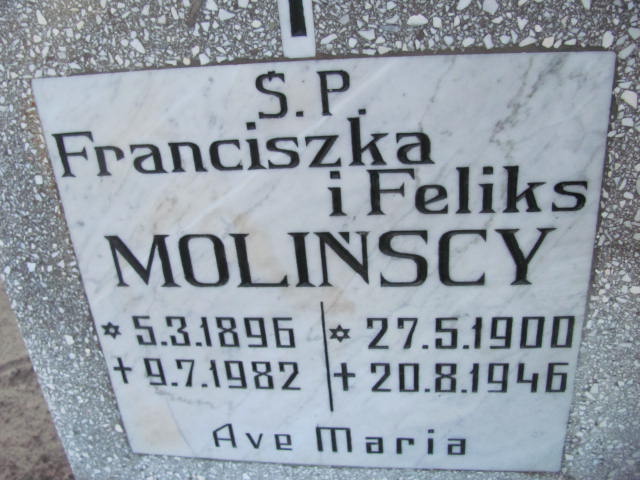 Ś.P.
Franciszka
i Feliks
MOLIŃSCY
* 5.3.1896 * 27.5.1900
† 9.7.1982 † 20.8.1946
Ave Maria